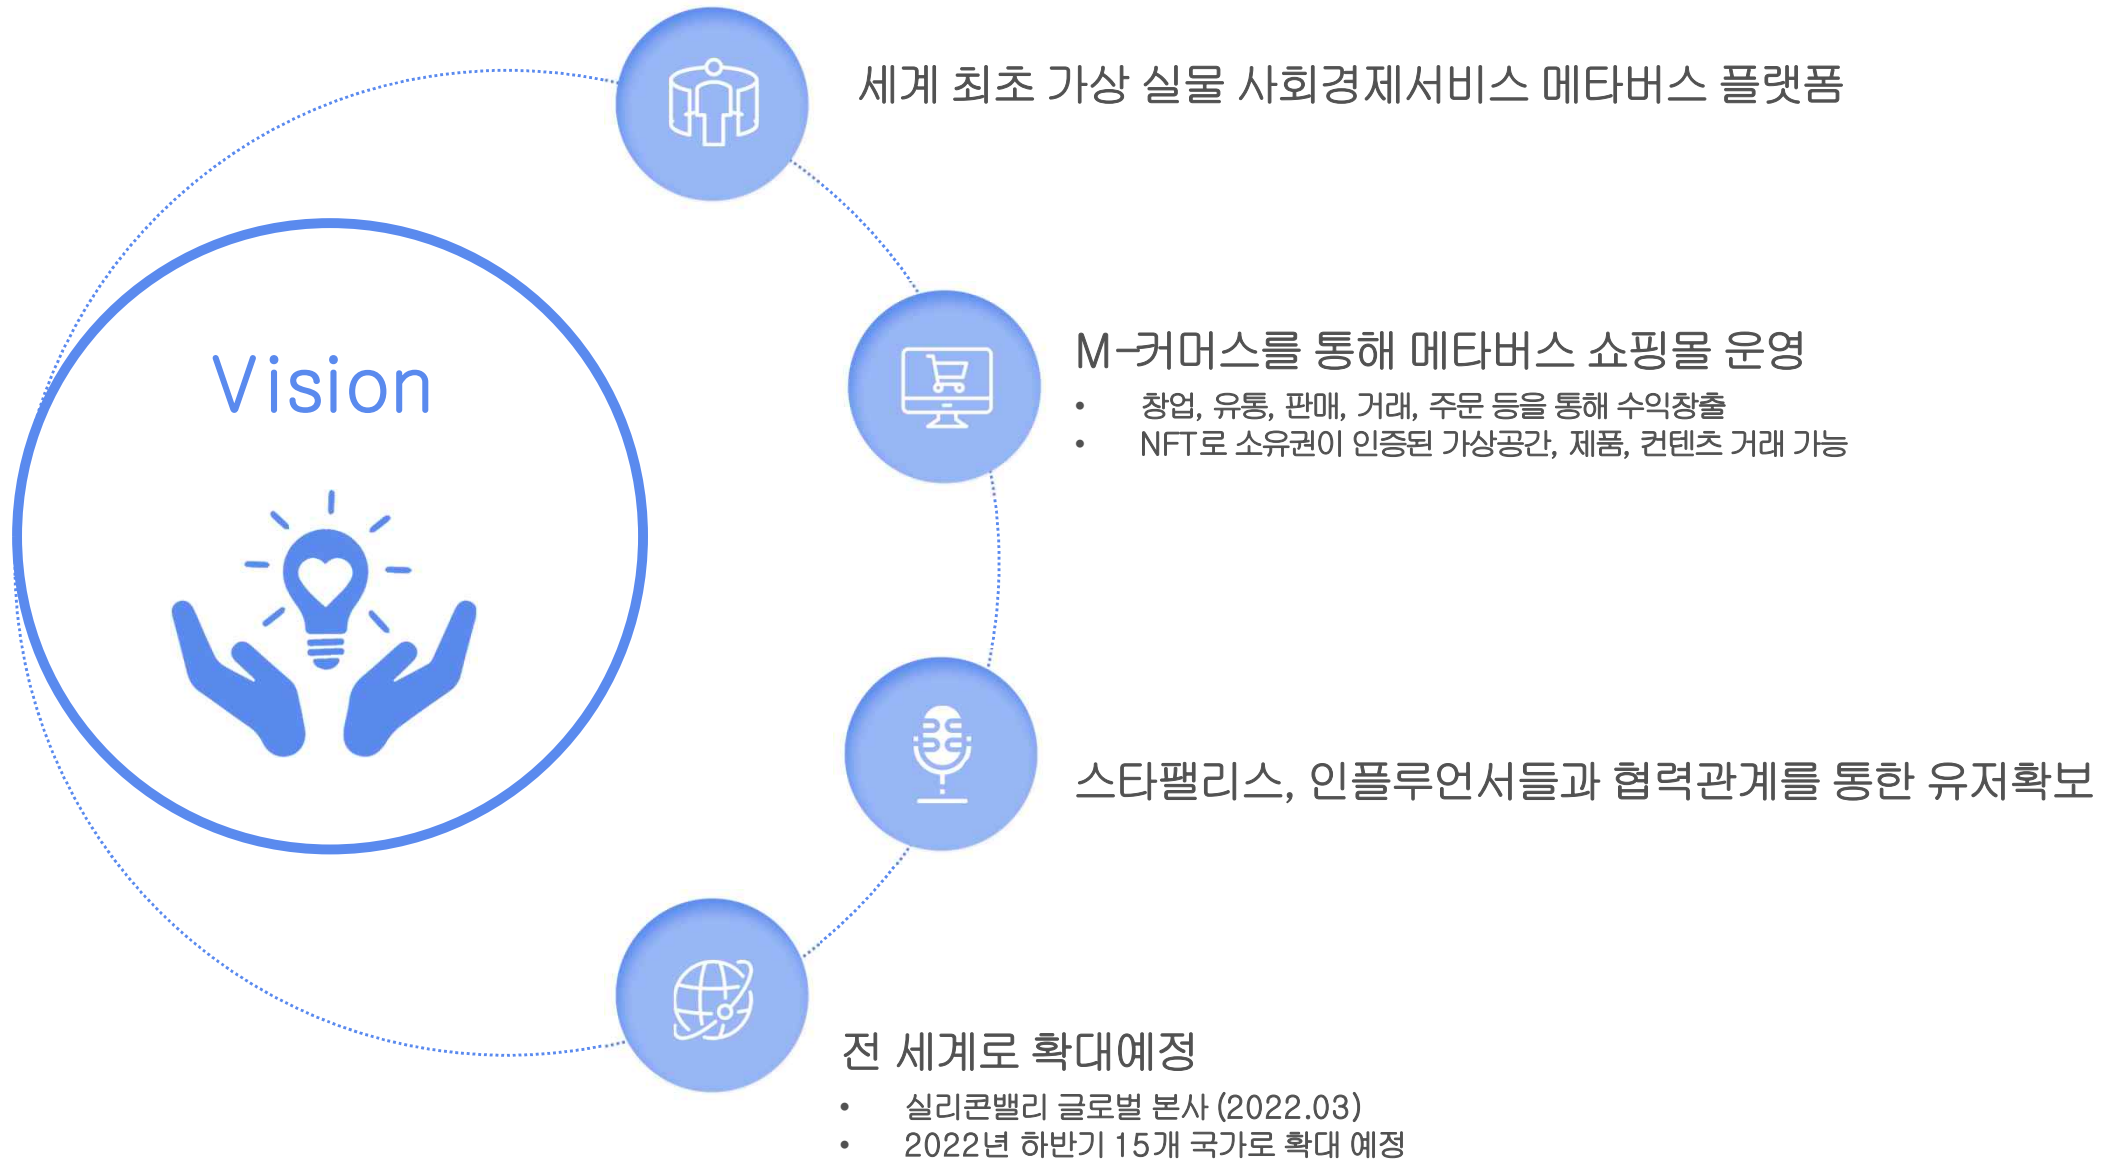 세계 최초 가상 실물 사회경제서비스 메타버스 플랫폼
Vision
M-커머스를 통해 메타버스 쇼핑몰 운영
• 창업, 유통, 판매, 거래, 주문 등을 통해 수익창출
• NFT로 소유권이 인증된 가상공간, 제품, 컨텐츠 거래 가능
스타팰리스, 인플루언서들과 협력관계를 통한 유저확보
전 세계로 확대예정
• 실리콘밸리 글로벌 본사 (2022.03)
• 2022년 하반기 15개 국가로 확대 예정